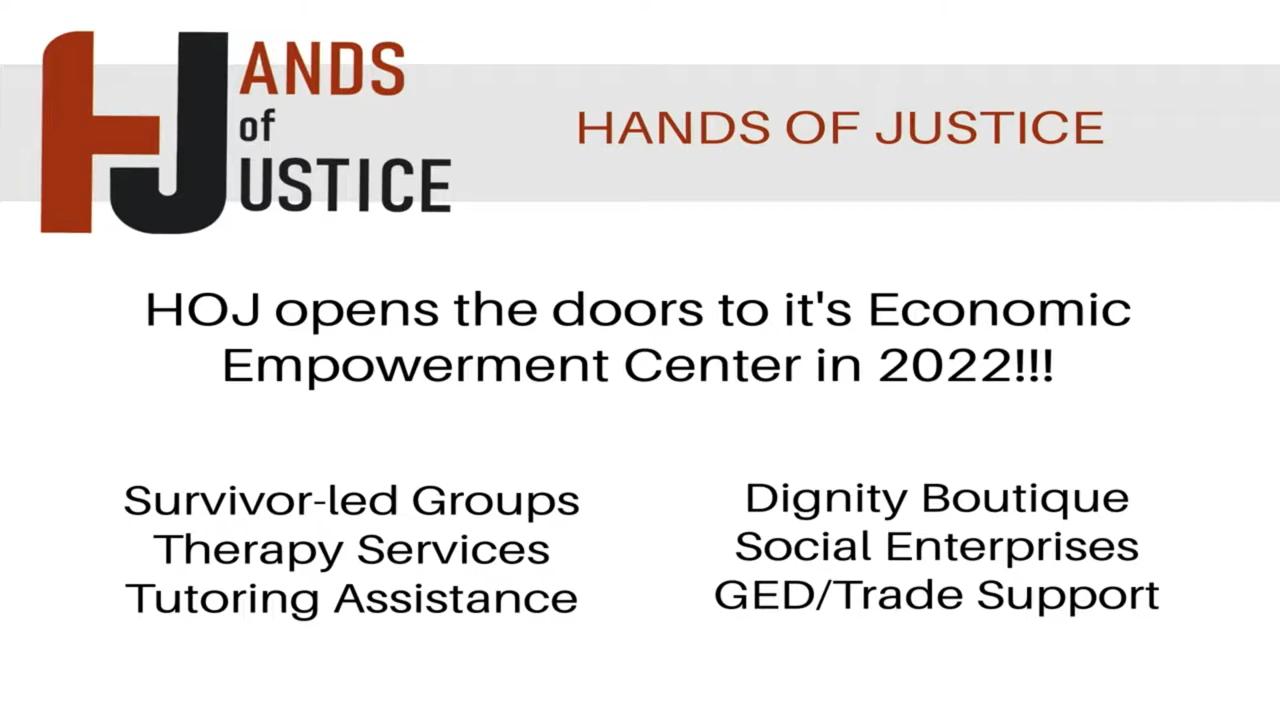 HANDS
of
JUSTICE
HANDS OF JUSTICE
HOJ opens the doors to it's Economic
Empowerment Center in 2022!!!
Survivor-led Groups
Therapy Services
Tutoring Assistance
Dignity Boutique
Social Enterprises
GED/Trade Support